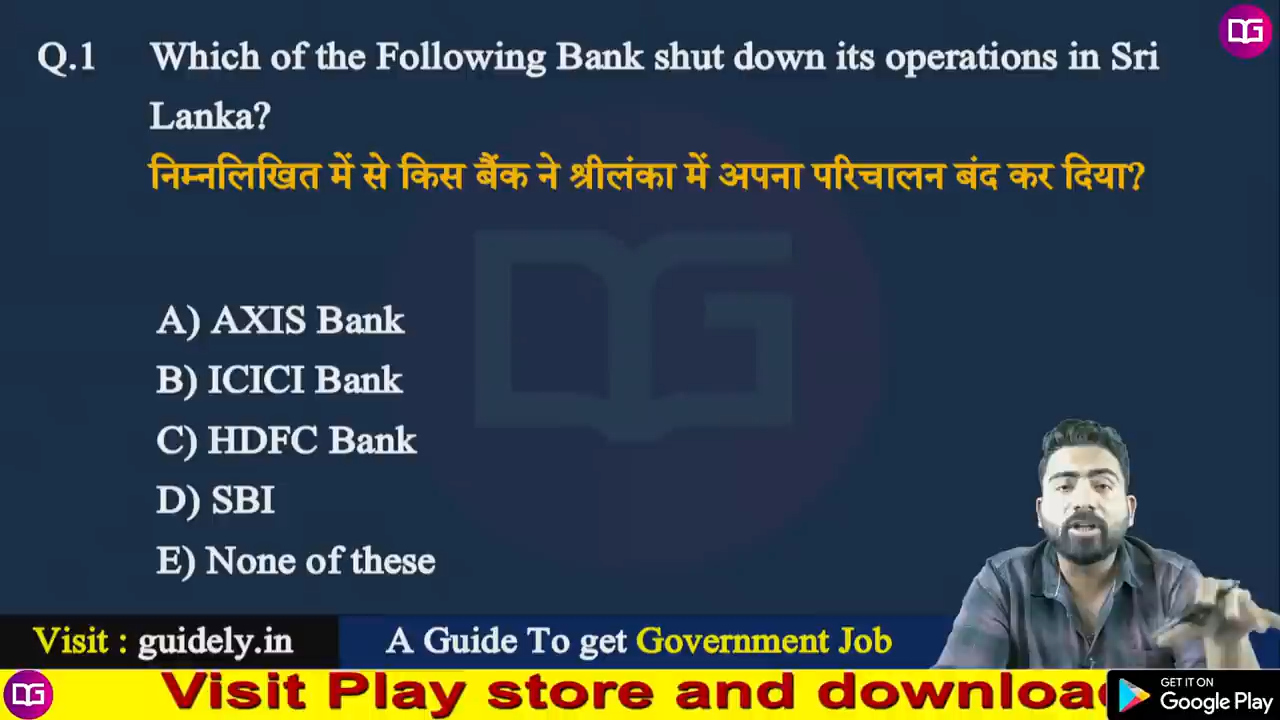 DG
Q.1 Which of the Following Bank shut down its operations in Sri
Lanka?
निम्नलिखित में से किस बैंक ने श्रीलंका में अपना परिचालन बंद कर दिया?
A) AXIS Bank
B) ICICI Bank
C) HDFC Bank
D) SBI
E) None of these
Visit : guidely.in A Guide To get Government Job
DG Visit Play store and download GET IT ON
Google Play